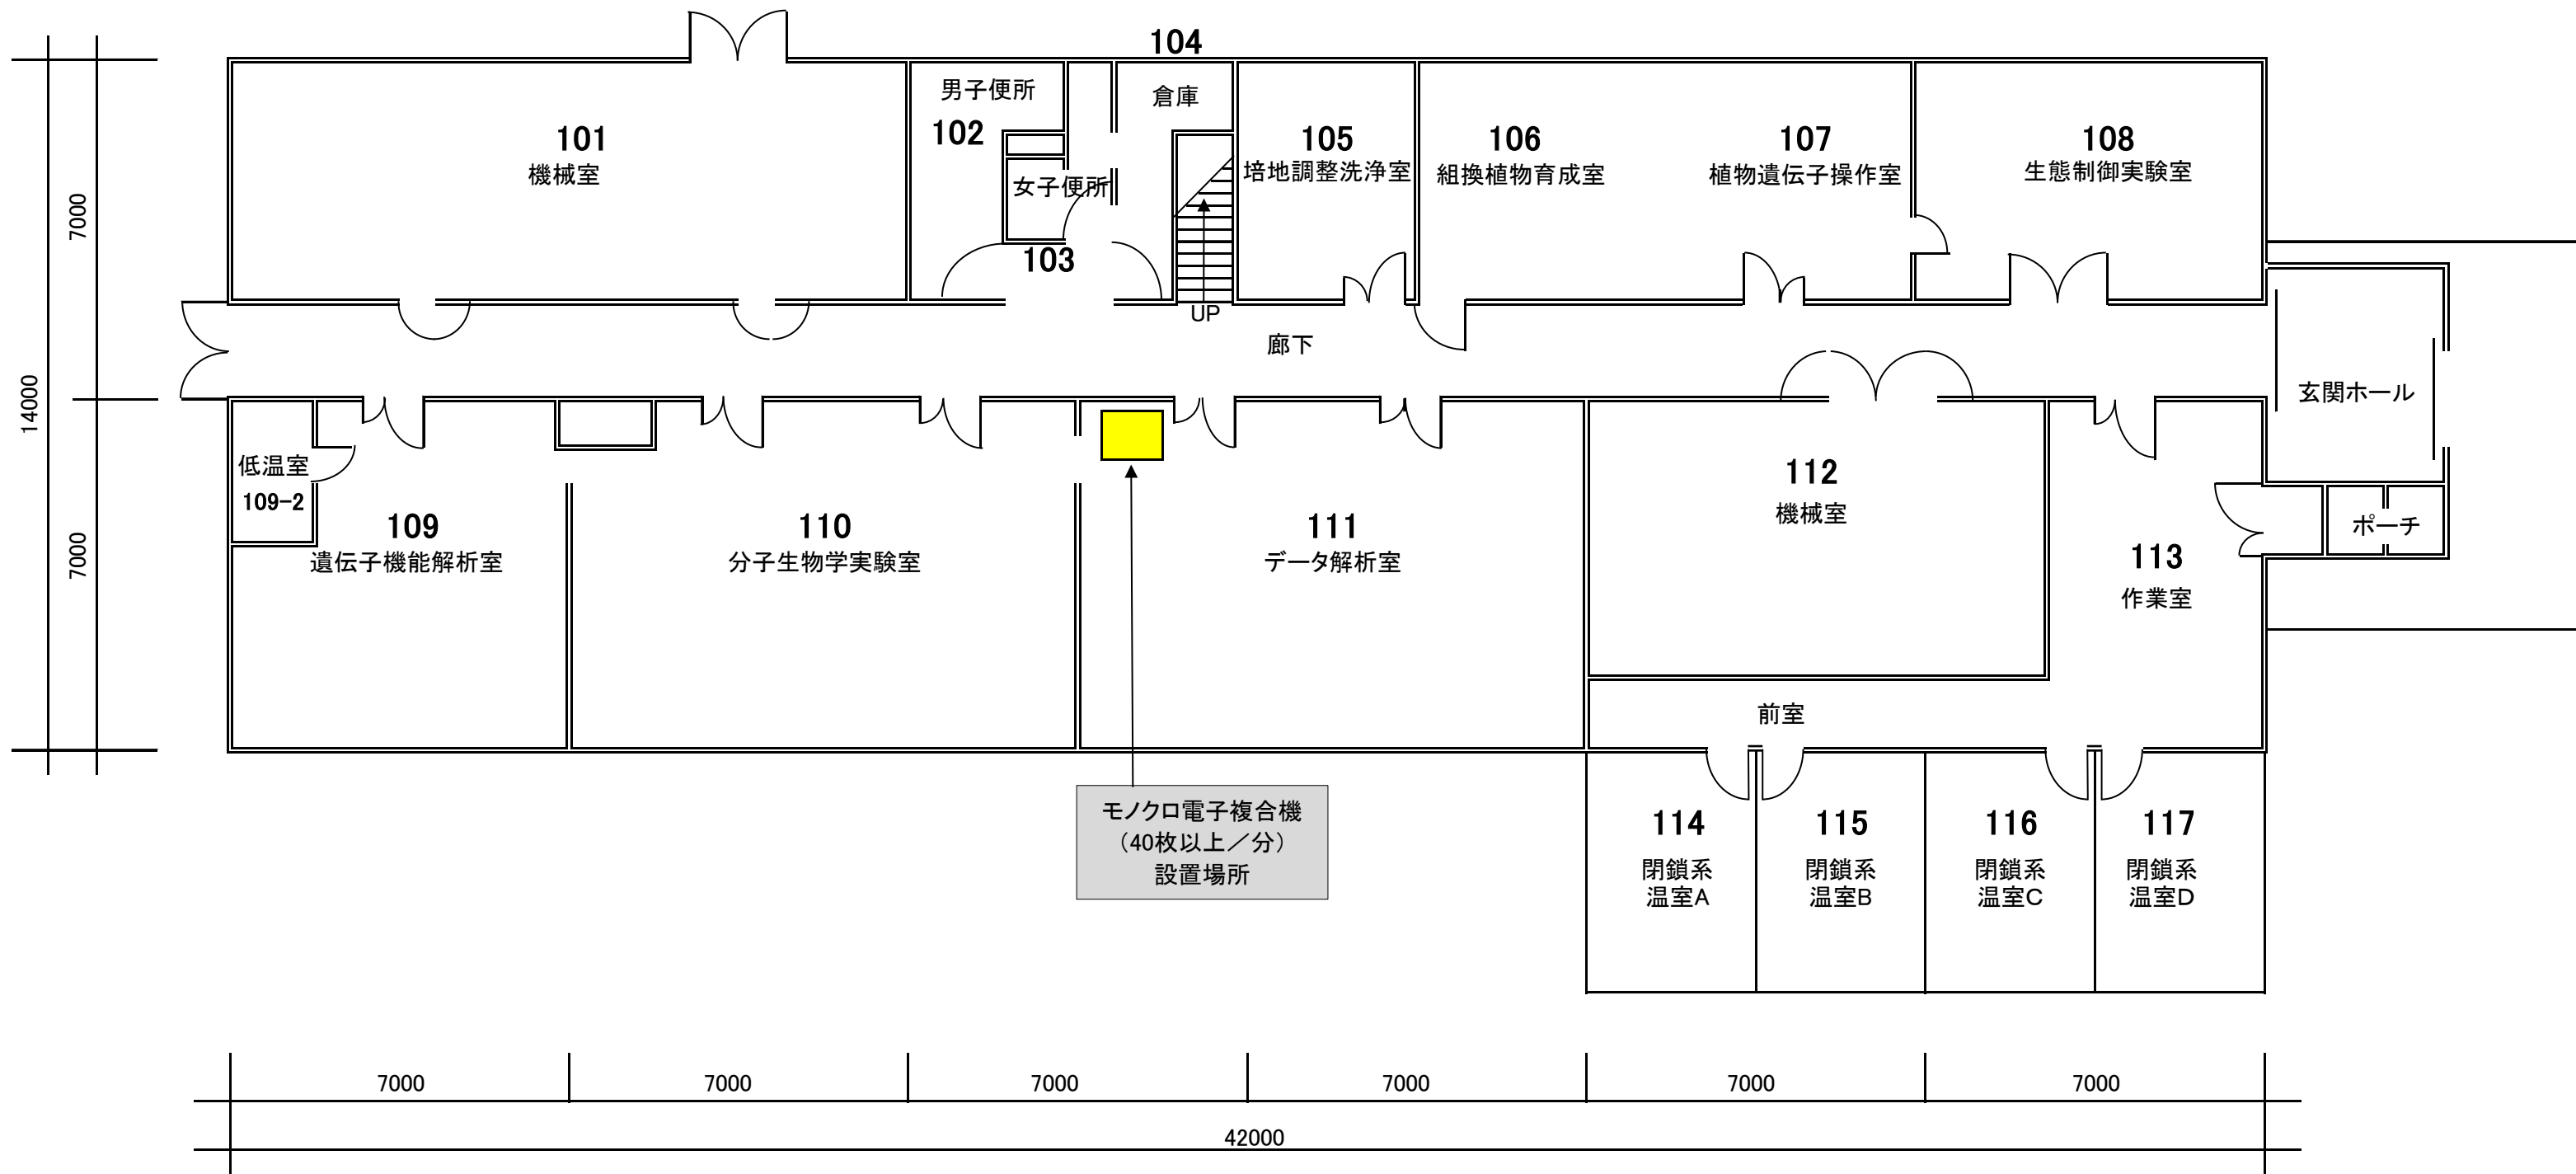 104
男子便所
倉庫
102
101
機械室
105
培地調整洗浄室
106
組換植物育成室
107
植物遺伝子操作室
108
生態制御実験室
女子便所
103
7000
UP
廊下
14000
玄関ホール
低温室
109-2
109
遺伝子機能解析室
110
分子生物学実験室
111
データ解析室
112
機械室
ポーチ
113
作業室
7000
前室
モノクロ電子複合機
（40枚以上／分）
設置場所
114
閉鎖系
温室A
115
閉鎖系
温室B
116
閉鎖系
温室C
117
閉鎖系
温室D
7000
7000
7000
7000
7000
7000
42000